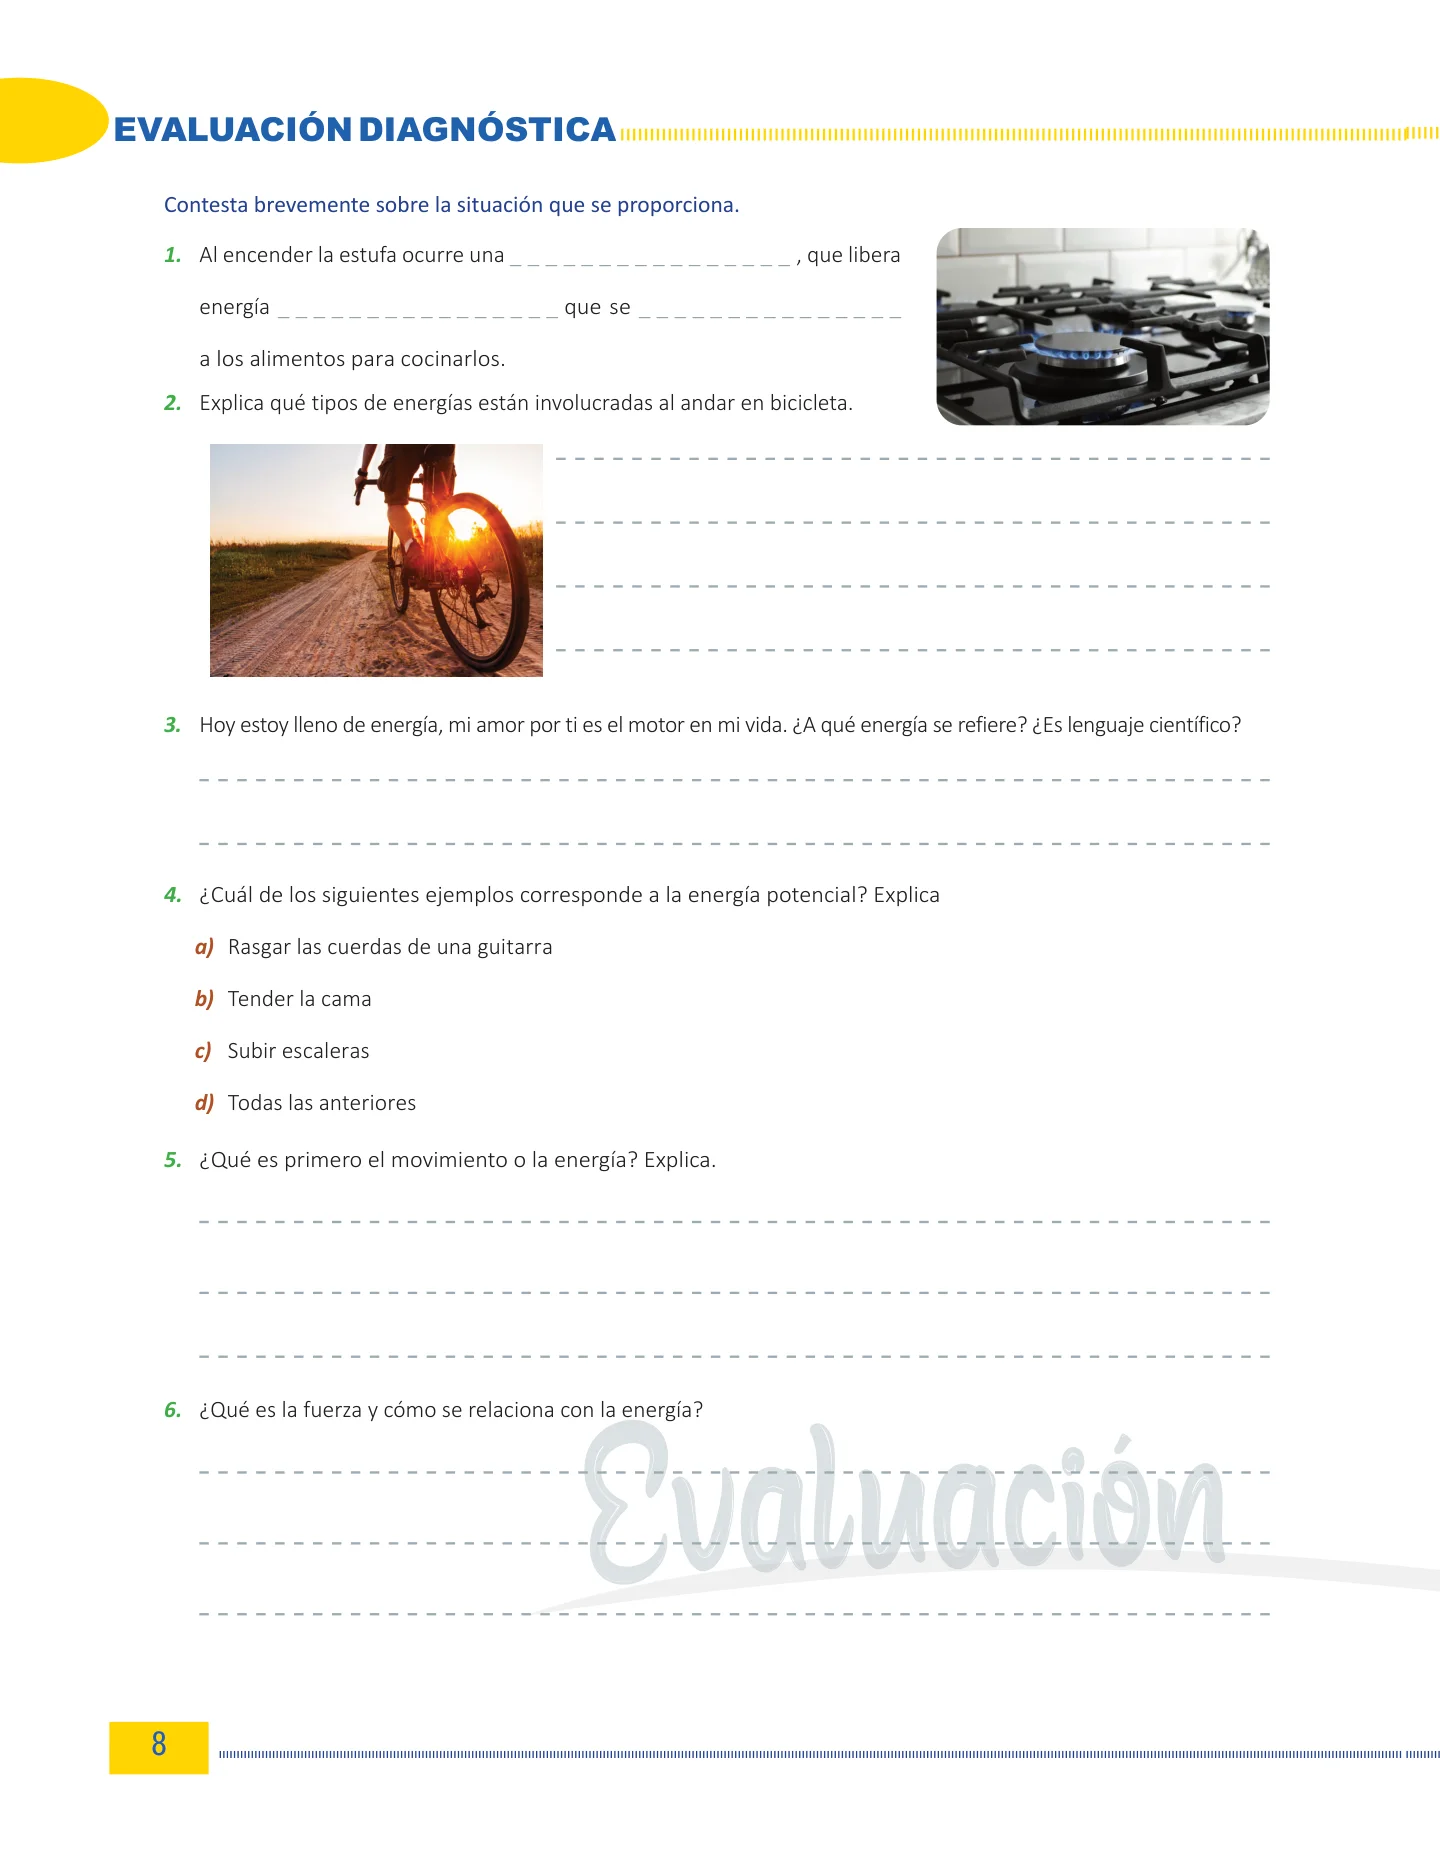 EVALUACIÓN DIAGNÓSTICA
Contesta brevemente sobre la situación que se proporciona.
1. Al encender la estufa ocurre una _ _ _ _ _ _ _ _ _ _ _ _ _ _ _ _ , que libera
energía _ _ _ _ _ _ _ _ _ _ _ _ _ _ _ _ que se _ _ _ _ _ _ _ _ _ _ _ _ _ _ _
a los alimentos para cocinarlos.
2. Explica qué tipos de energías están involucradas al andar en bicicleta.
3. Hoy estoy lleno de energía, mi amor por ti es el motor en mi vida. ¿A qué energía se refiere? ¿Es lenguaje científico?
4. ¿Cuál de los siguientes ejemplos corresponde a la energía potencial? Explica
a) Rasgar las cuerdas de una guitarra
b) Tender la cama
c) Subir escaleras
d) Todas las anteriores
5. ¿Qué es primero el movimiento o la energía? Explica.
6. ¿Qué es la fuerza y cómo se relaciona con la energía?
Evaluación
8